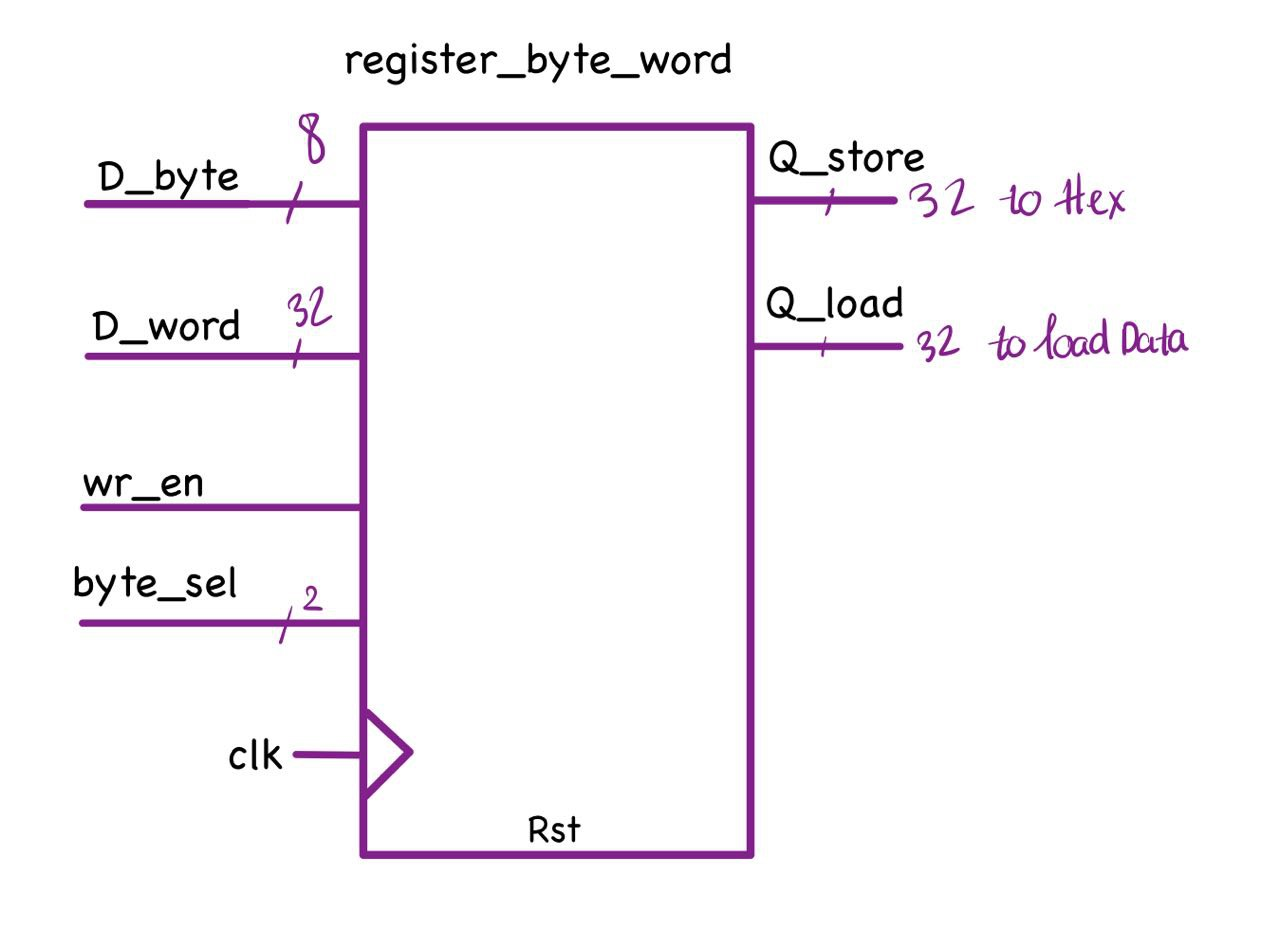 register_byte_word
8
D_byte
Q_store
32 to Hex
32
D_word
Q_load
32 to load Data
wr_en
byte_sel
2
clk
Rst